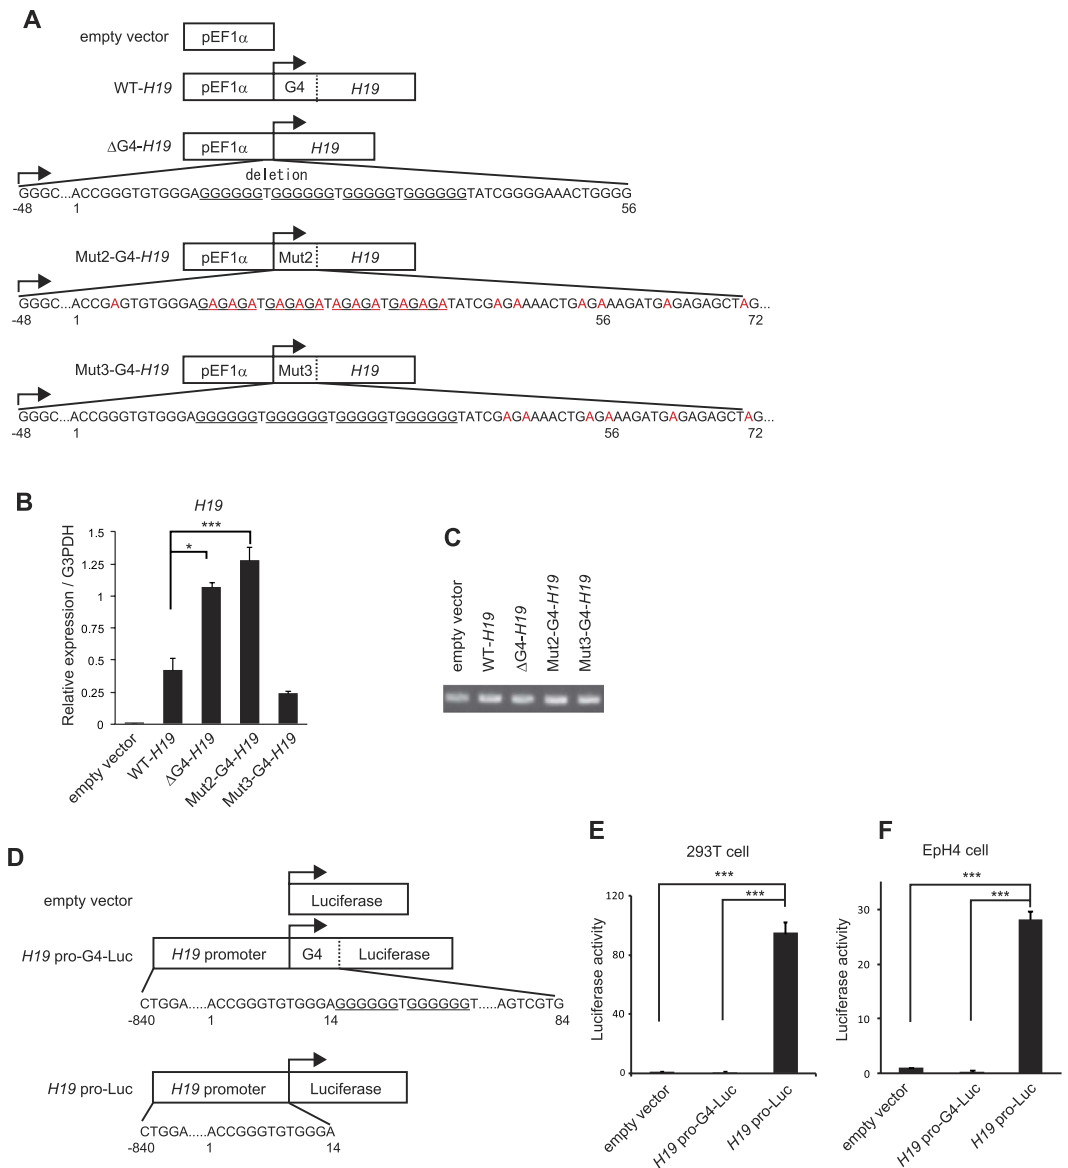 A
empty vector
pEF1α
WT-H19
pEF1α
G4
H19
ΔG4-H19
pEF1α
H19
deletion
GGGC...ACCGGGTGTGGGAGGGGGGTGGGGGGTGGGGGTGGGGGGTATCGGGGAAACTGGGG
-48
1
56
Mut2-G4-H19
pEF1α
Mut2
H19
GGGC...ACCGAGTGTGGGAGAGAGATGAGAGATAGAGATGAGAGATATCGAGAAAACTGAGAAAGATGAGAGAGCTAG...
-48
1
56
72
Mut3-G4-H19
pEF1α
Mut3
H19
GGGC...ACCGGGTGTGGGAGGGGGGTGGGGGGTGGGGGTGGGGGGTATCGAGAAAACTGAGAAAGATGAGAGAGCTAG...
-48
1
56
72
B
H19
Relative expression / G3PDH
1.5
1.25
1
0.75
0.5
0.25
0
***
*
empty vector
WT-H19
ΔG4-H19
Mut2-G4-H19
Mut3-G4-H19
C
empty vector
WT-H19
ΔG4-H19
Mut2-G4-H19
Mut3-G4-H19
D
empty vector
Luciferase
H19 pro-G4-Luc
H19 promoter
G4
Luciferase
CTGGA.....ACCGGGTGTGGGAGGGGGGTGGGGGGT.....AGTCGTG
-840
1
14
84
H19 pro-Luc
H19 promoter
Luciferase
CTGGA.....ACCGGGTGTGGGA
-840
1
14
E
293T cell
Luciferase activity
120
80
40
0
***
***
empty vector
H19 pro-G4-Luc
H19 pro-Luc
F
EpH4 cell
Luciferase activity
30
20
10
0
***
***
empty vector
H19 pro-G4-Luc
H19 pro-Luc